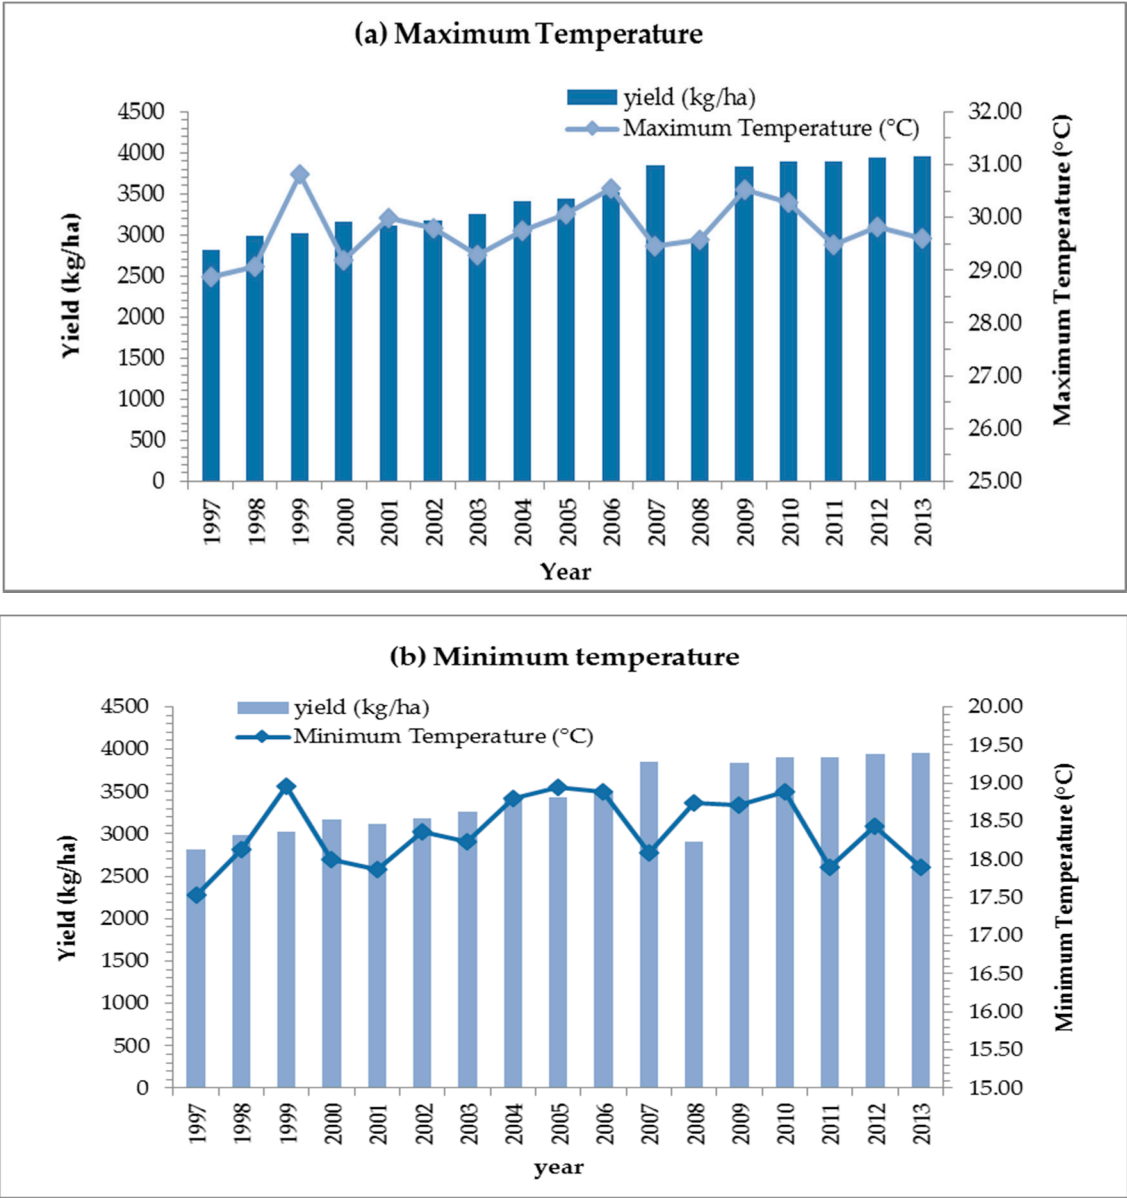 (a) Maximum Temperature
yield (kg/ha)
Maximum Temperature (°C)
4500
4000
3500
3000
2500
2000
1500
1000
500
0
Yield (kg/ha)
32.00
31.00
30.00
29.00
28.00
27.00
26.00
25.00
Maximum Temperature (°C)
1997 1998 1999 2000 2001 2002 2003 2004 2005 2006 2007 2008 2009 2010 2011 2012 2013
Year
(b) Minimum temperature
yield (kg/ha)
Minimum Temperature (°C)
4500
4000
3500
3000
2500
2000
1500
1000
500
0
Yield (kg/ha)
20.00
19.50
19.00
18.50
18.00
17.50
17.00
16.50
16.00
15.50
15.00
Minimum Temperature (°C)
1997 1998 1999 2000 2001 2002 2003 2004 2005 2006 2007 2008 2009 2010 2011 2012 2013
year